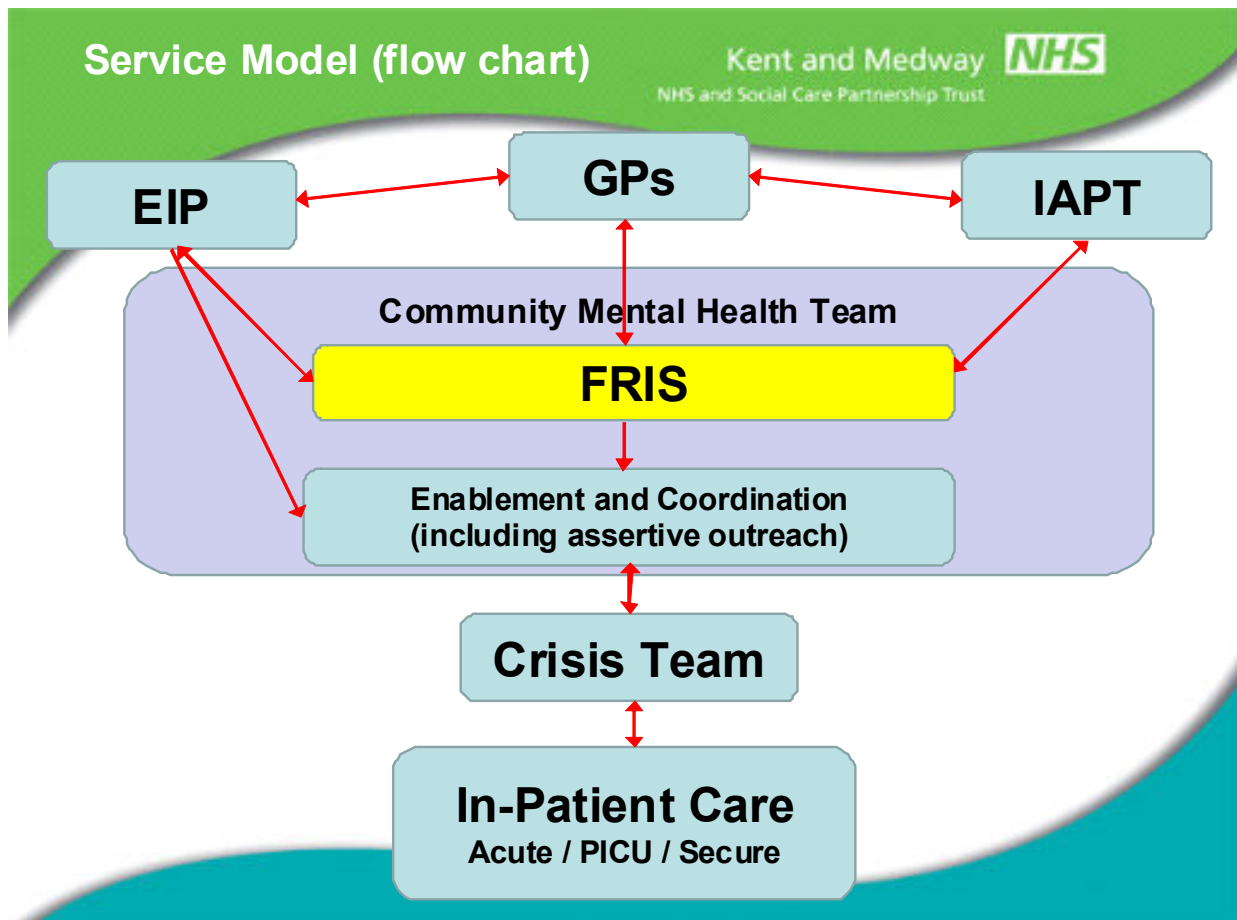 Service Model (flow chart)
Kent and Medway NHS
NHS and Social Care Partnership Trust
EIP
GPs
IAPT
Community Mental Health Team
FRIS
Enablement and Coordination
(including assertive outreach)
Crisis Team
In-Patient Care
Acute / PICU / Secure